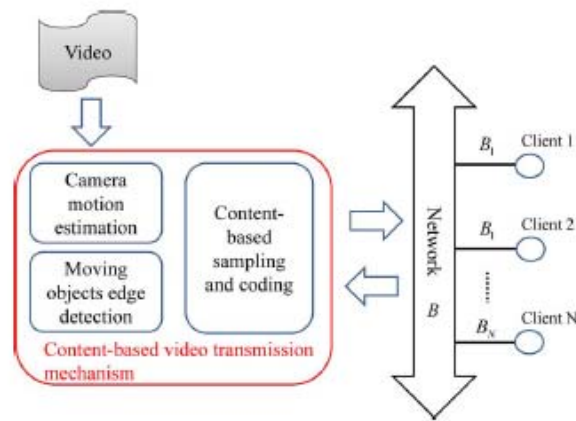 Video
Camera
motion
estimation
Moving
objects edge
detection
Content-
based
sampling
and coding
Content-based video transmission
mechanism
Network
B
B₁
Client 1
B₁
Client 2
........
B_N
Client N